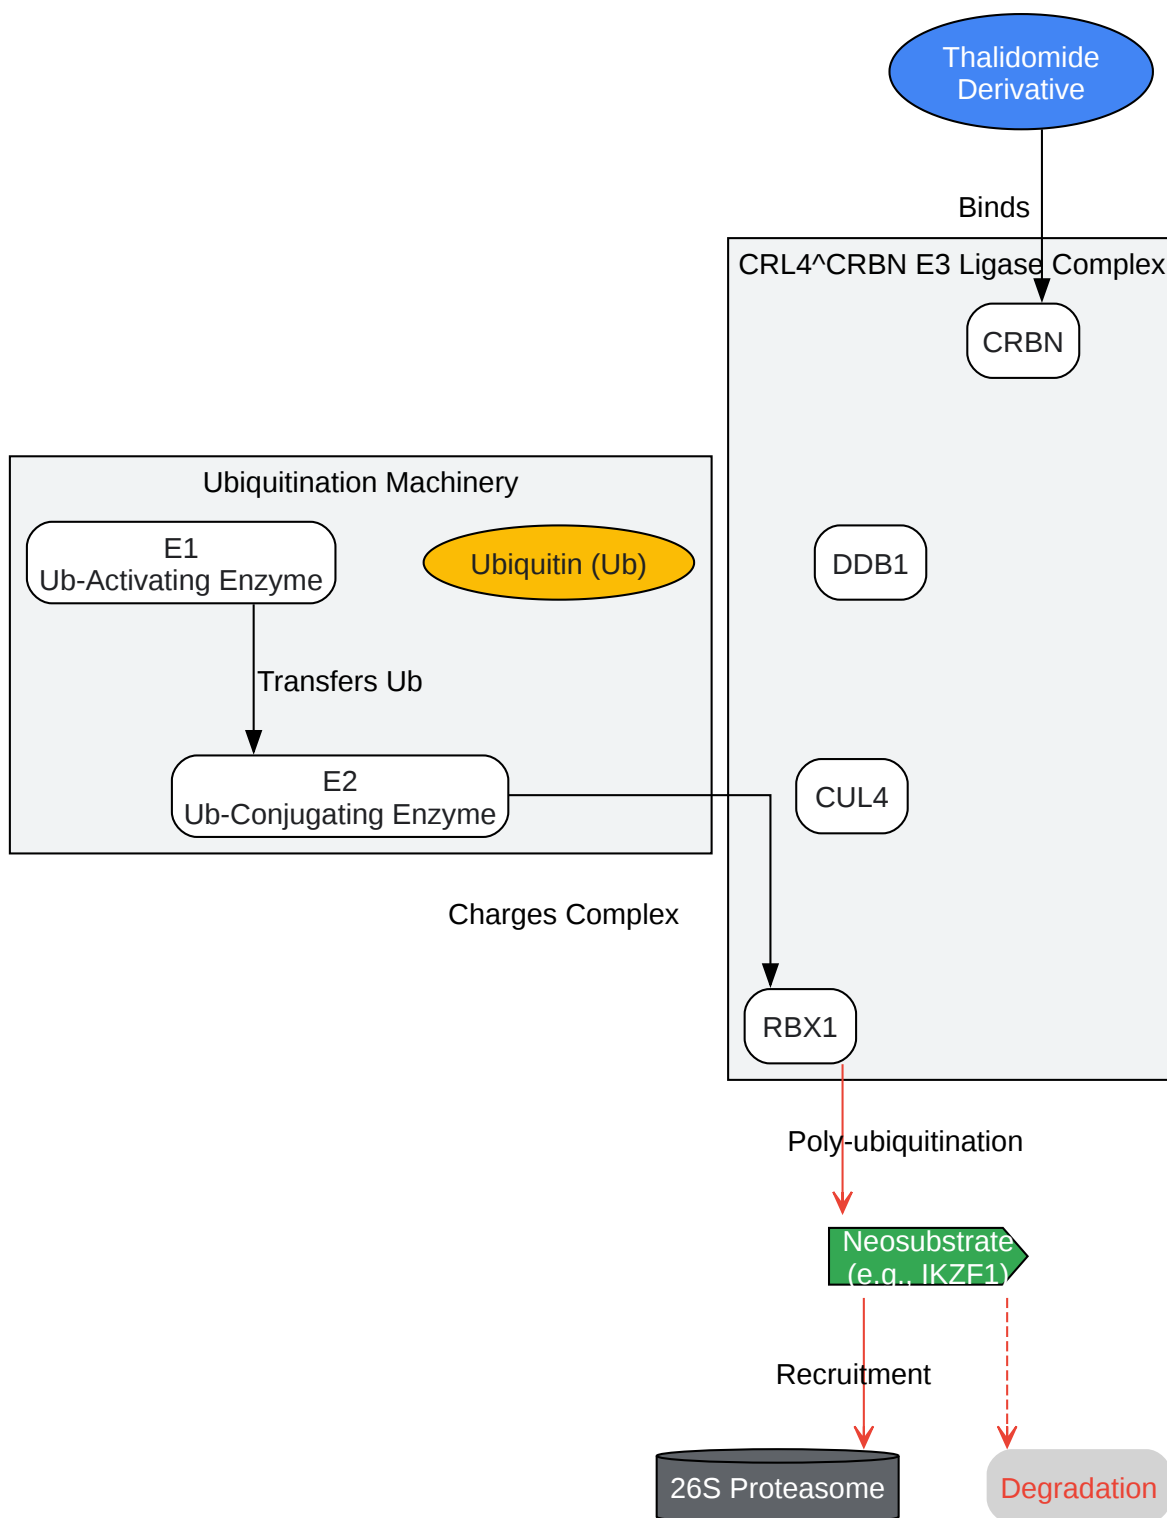 Thalidomide
Derivative
Binds
CRL4^CRBN E3 Ligase Complex
CRBN
Ubiquitination Machinery
E1
Ub-Activating Enzyme
Ubiquitin (Ub)
DDB1
Transfers Ub
E2
Ub-Conjugating Enzyme
CUL4
Charges Complex
RBX1
Poly-ubiquitination
Neosubstrate
(e.g., IKZF1)
Recruitment
26S Proteasome
Degradation